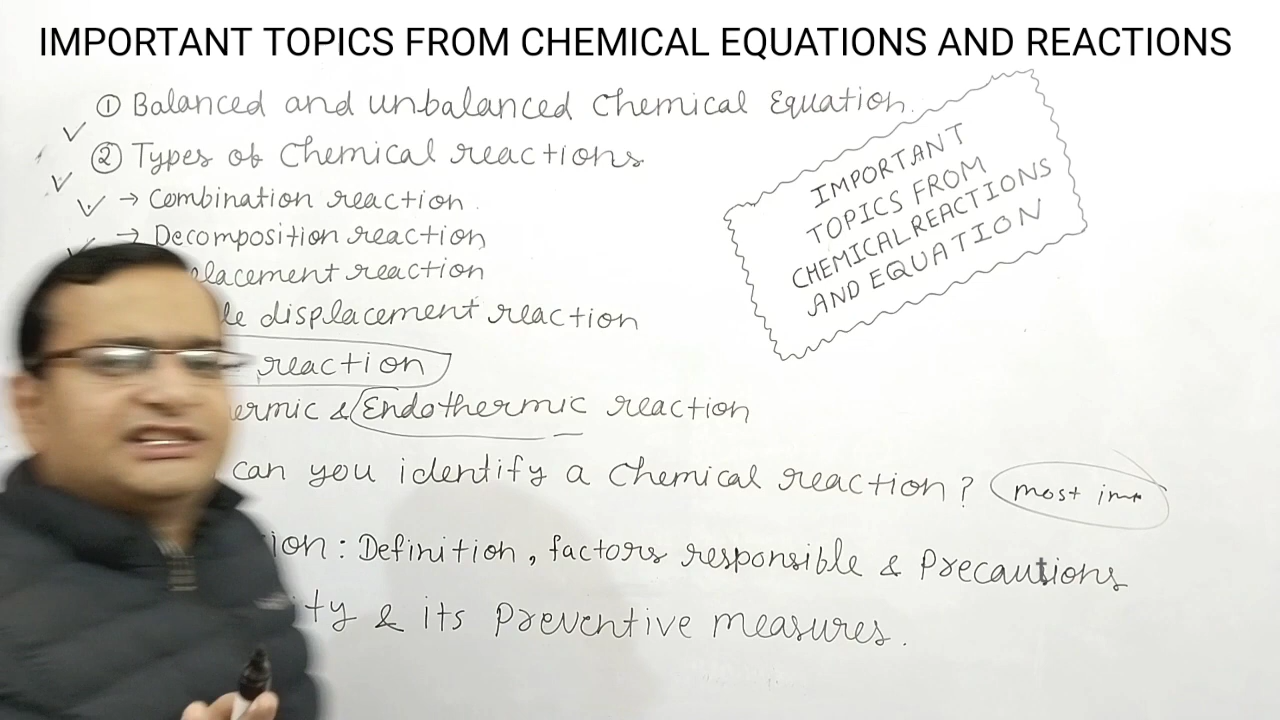 IMPORTANT TOPICS FROM CHEMICAL EQUATIONS AND REACTIONS
① Balanced and unbalanced Chemical Equation.
② Types of Chemical reactions
→ Combination reaction.
→ Decomposition reaction
lacement reaction
le displacement reaction
reaction
ermic & Endothermic reaction
can you identify a Chemical reaction? most imp
ion: Definition, factors responsible & Precautions
ity & its Preventive measures.
IMPORTANT
TOPICS FROM
CHEMICAL REACTIONS
AND EQUATION